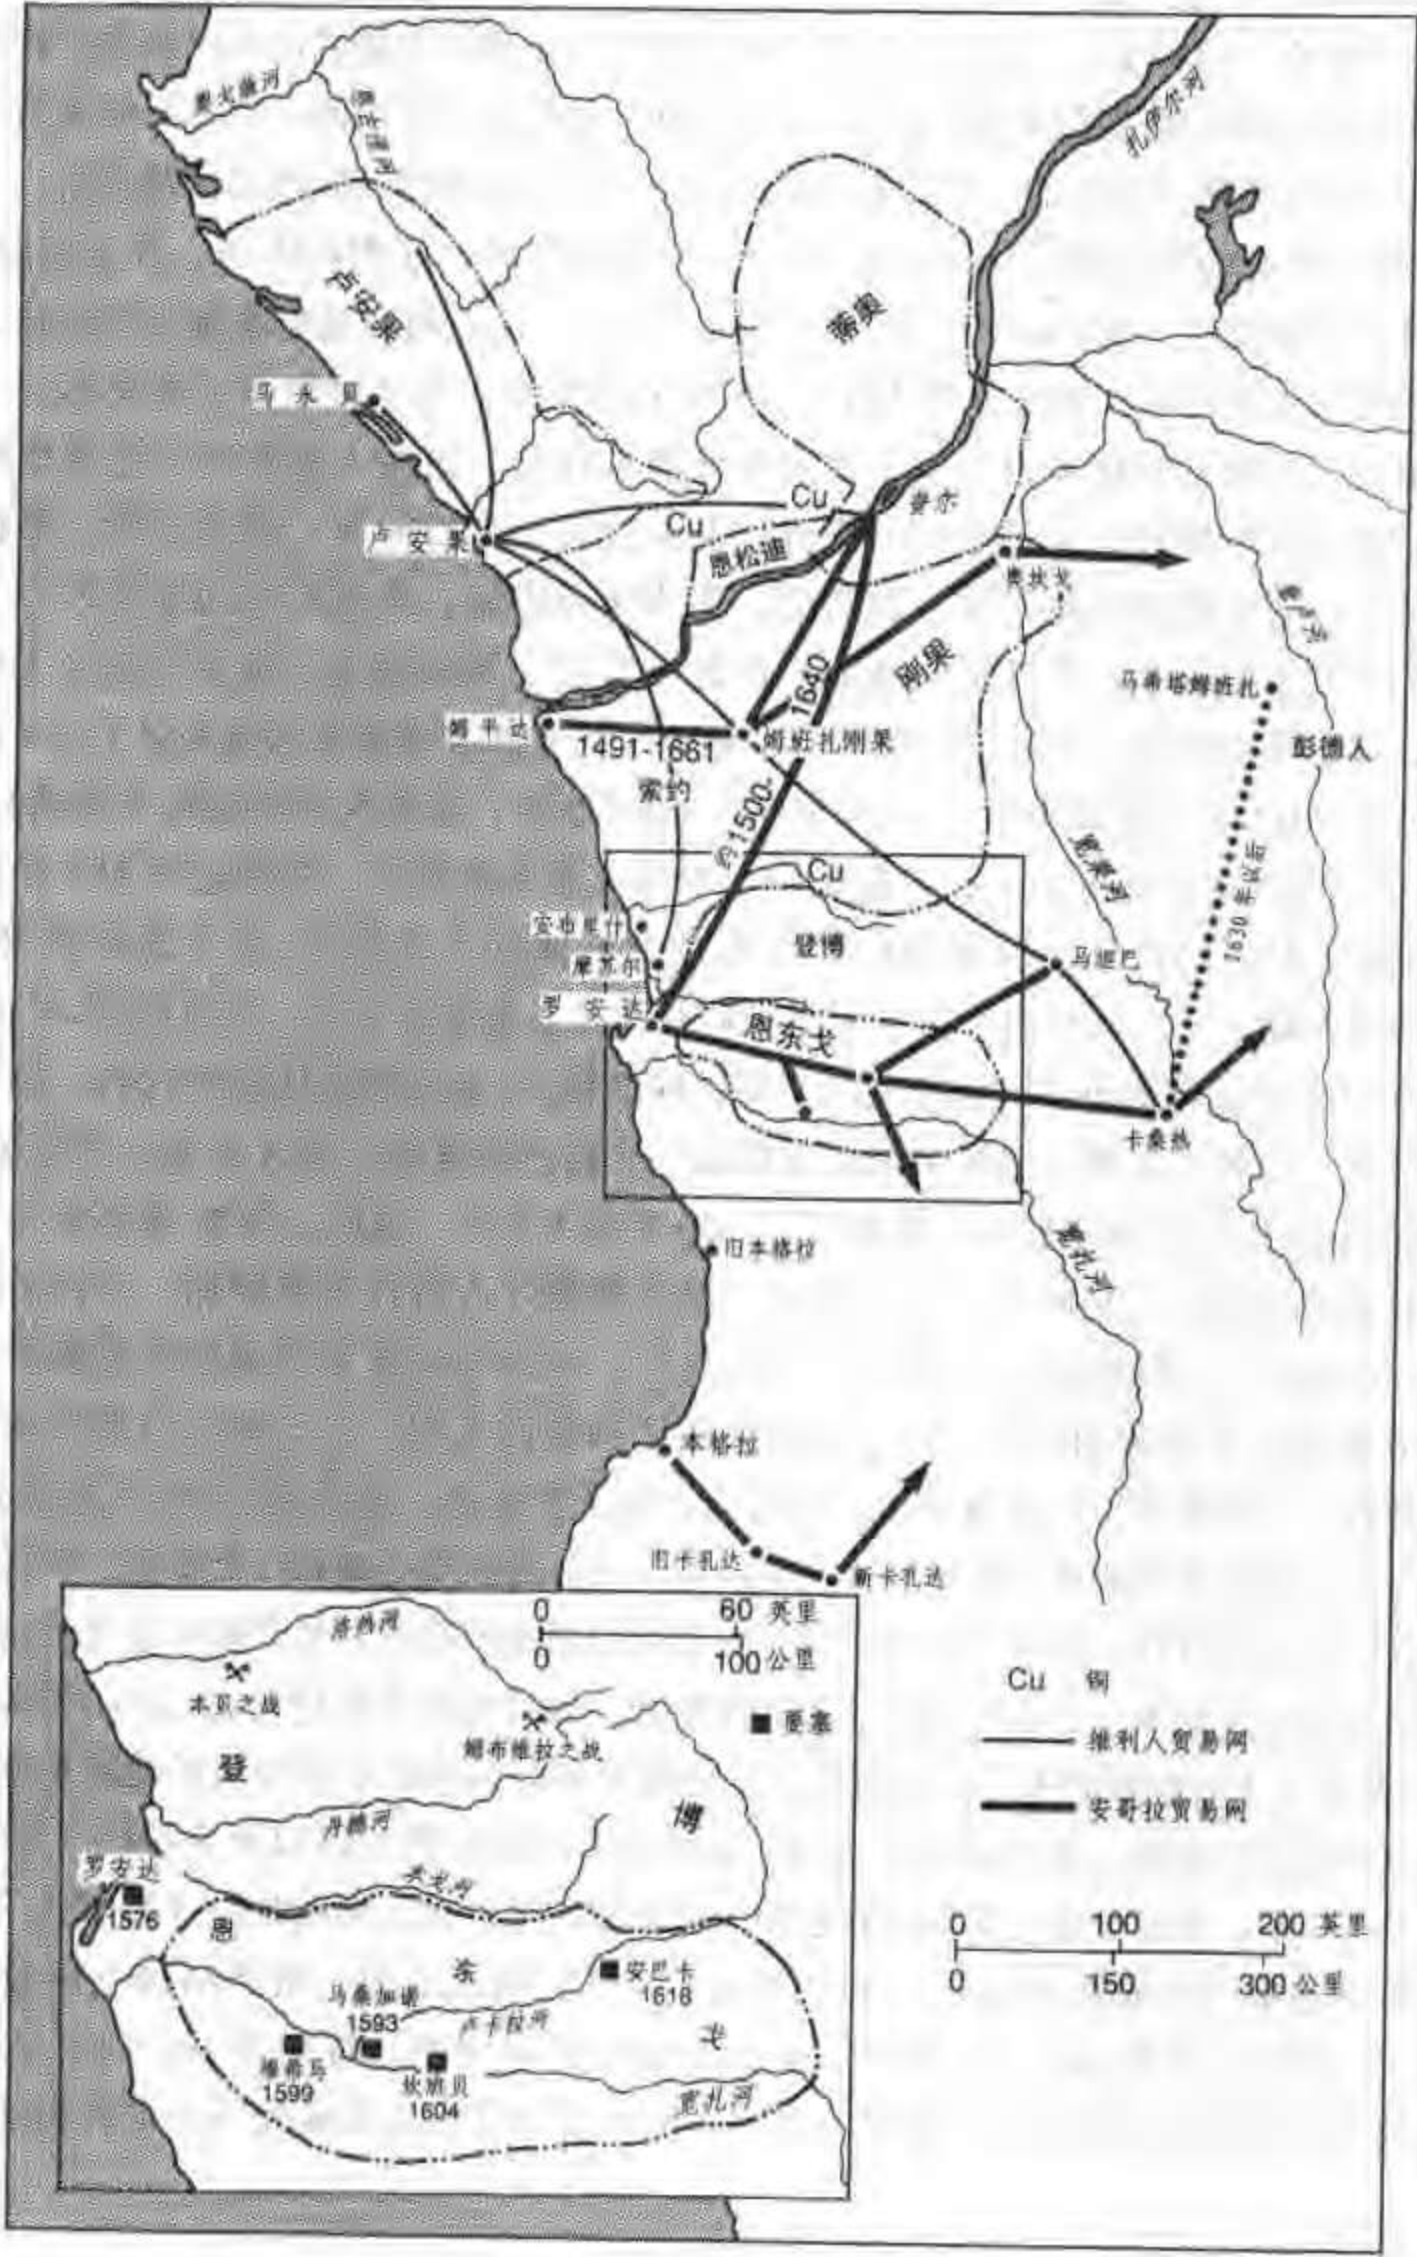 扎伊尔河
卢安果
蒂奥
马永贝
Cu
Cu
卢安果
恩松迪
奥坎戈
刚果
1640
马希塔姆班扎
姆平达
姆班扎刚果
彭德人
1491-1661
索约
约1500-
宽果河
1630年以后
Cu
安布里什
登博
摩苏尔
马坦巴
罗安达
恩东戈
卡桑热
旧本格拉
宽扎河
本格拉
旧卡孔达
新卡孔达
0 60 英里
0 100 公里
洛热河
本贝之战
要塞
姆布维拉之战
登
博
丹德河
罗安达
本戈河
1576
恩
东
安巴卡
1618
马桑加诺
1593
卢卡拉河
戈
1599
坎班贝
1604
宽扎河
Cu 铜
维利人贸易网
安哥拉贸易网
0 100 200 英里
0 150 300 公里